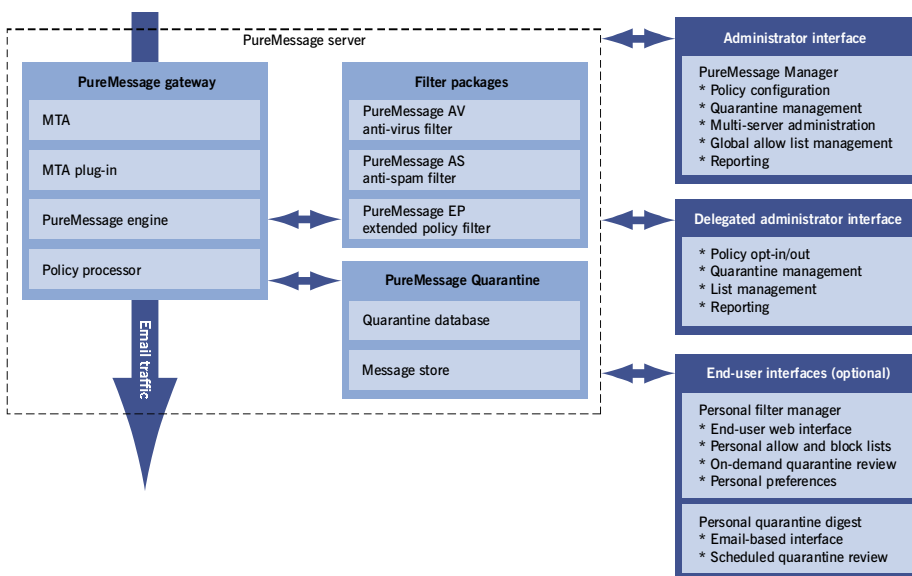 PureMessage server
PureMessage gateway
MTA
MTA plug-in
PureMessage engine
Policy processor
Email traffic
Filter packages
PureMessage AV
anti-virus filter
PureMessage AS
anti-spam filter
PureMessage EP
extended policy filter
PureMessage Quarantine
Quarantine database
Message store
Administrator interface
PureMessage Manager
* Policy configuration
* Quarantine management
* Multi-server administration
* Global allow list management
* Reporting
Delegated administrator interface
* Policy opt-in/out
* Quarantine management
* List management
* Reporting
End-user interfaces (optional)
Personal filter manager
* End-user web interface
* Personal allow and block lists
* On-demand quarantine review
* Personal preferences
Personal quarantine digest
* Email-based interface
* Scheduled quarantine review